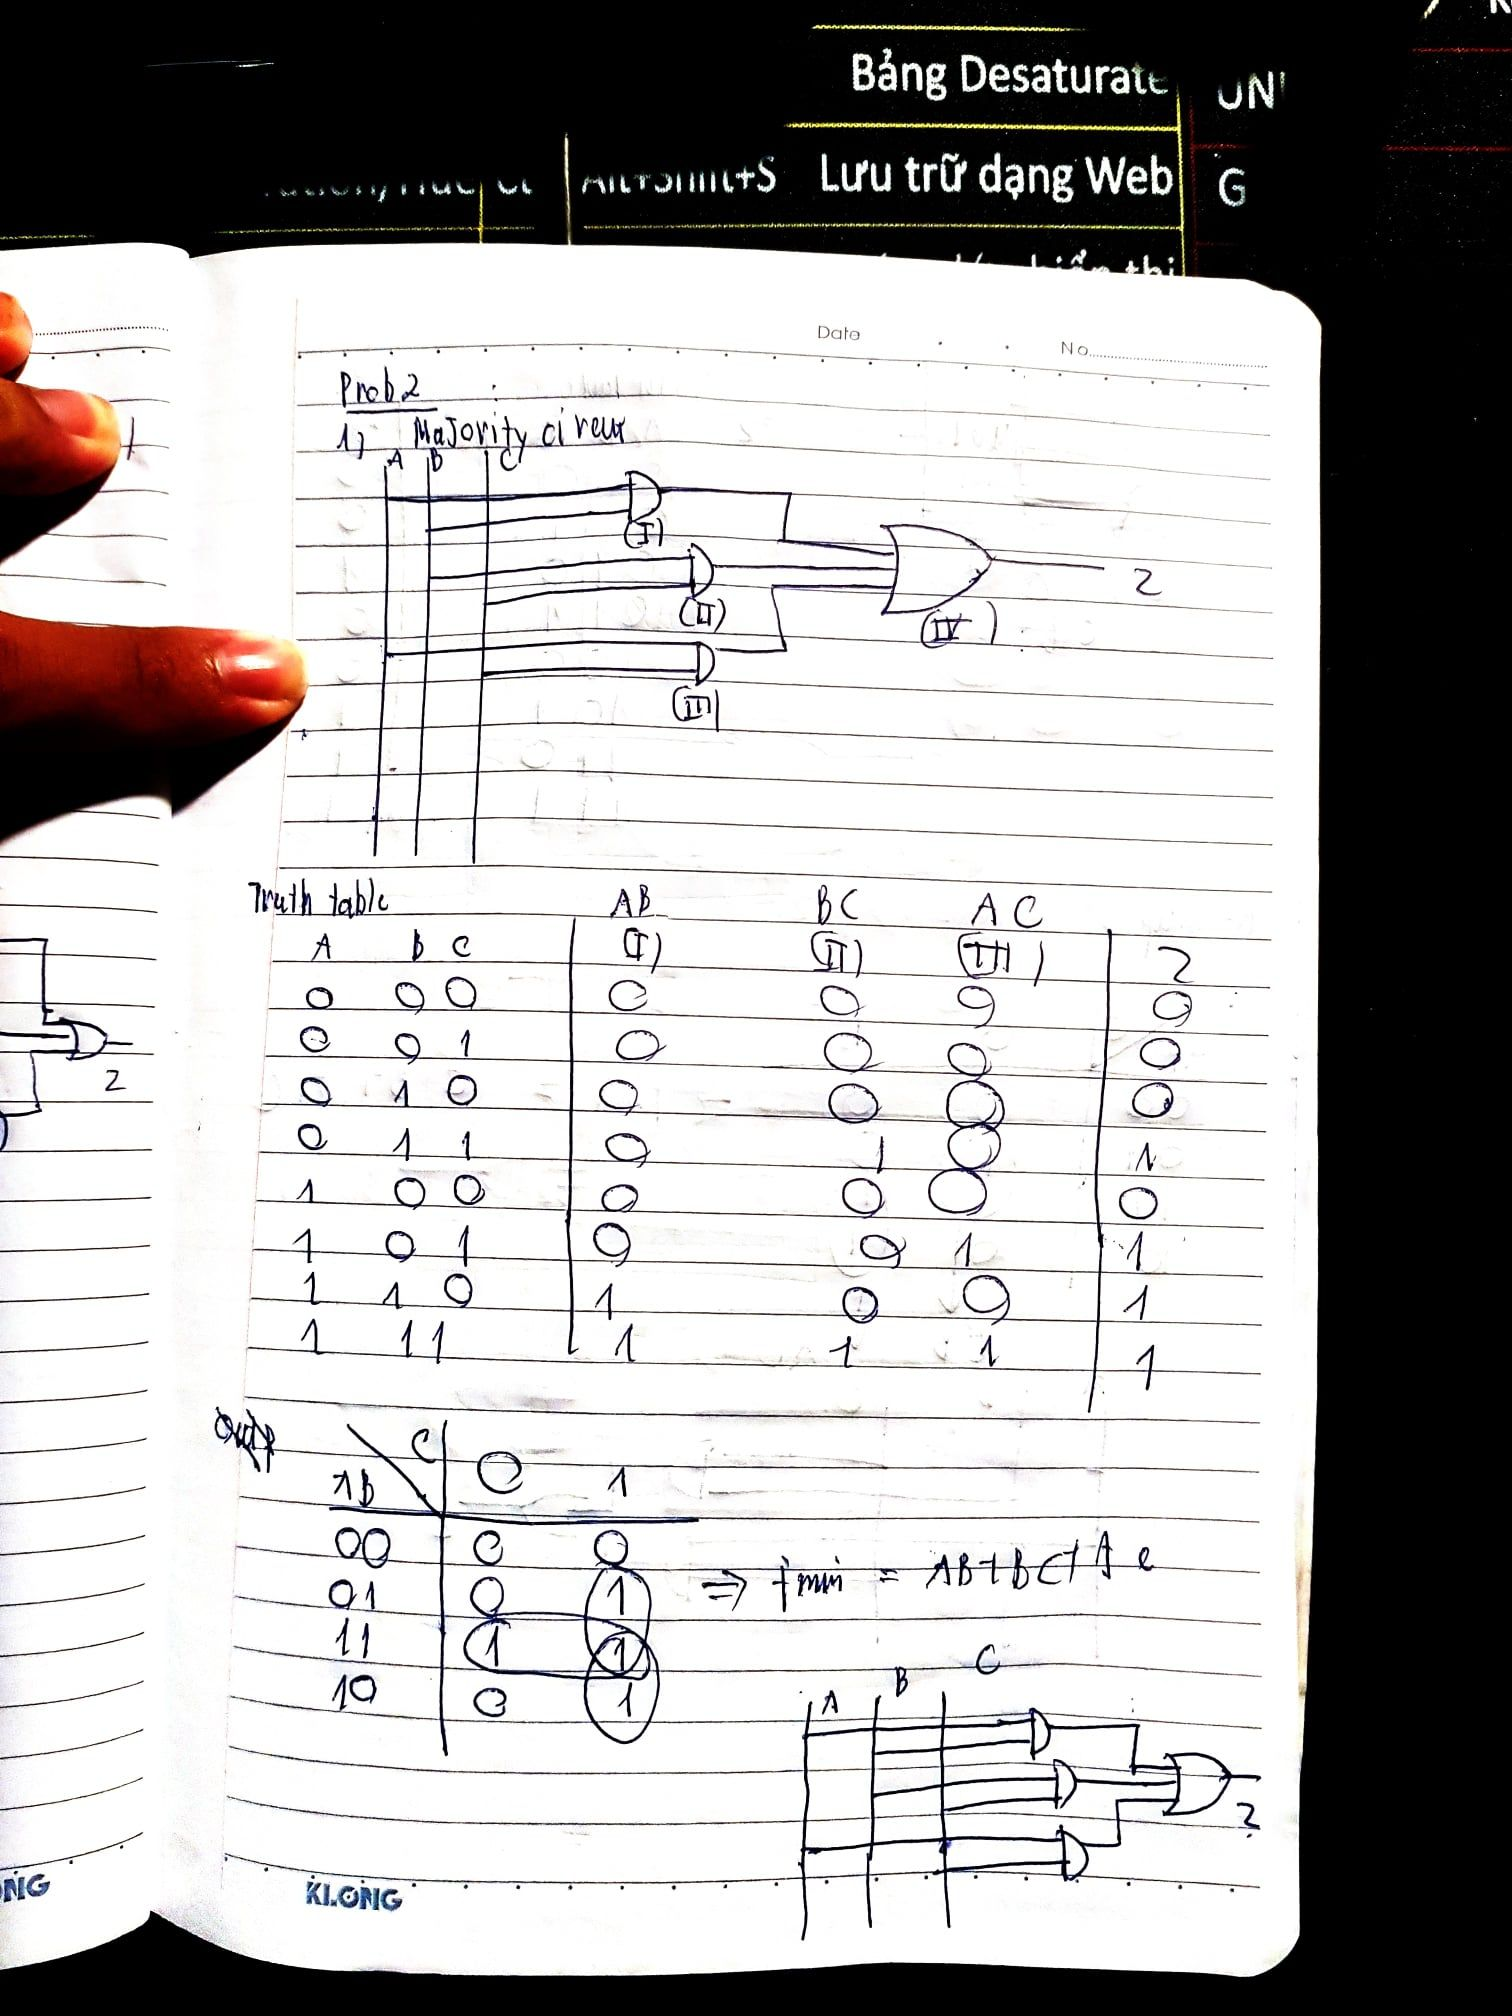 Bảng Desaturate
Alt+Shift+S Lưu trữ dạng Web G
Date No
Prob 2 :
1) Majority
A B C
(I)
(II)
(III)
(IV)
Z
Truth table AB BC AC
A B C (I) (II) (III) Z
0 0 0 0 0 0 0
0 0 1 0 0 0 0
0 1 0 0 0 0 0
0 1 1 0 1 0 1
1 0 0 0 0 0 0
1 0 1 0 0 1 1
1 1 0 1 0 0 1
1 1 1 1 1 1 1
C 0 1
AB
00 0 0
01 0 1 => fmin = AB+BC+AC
11 1 1
10 0 1
A B C
Z
KLONG
Z